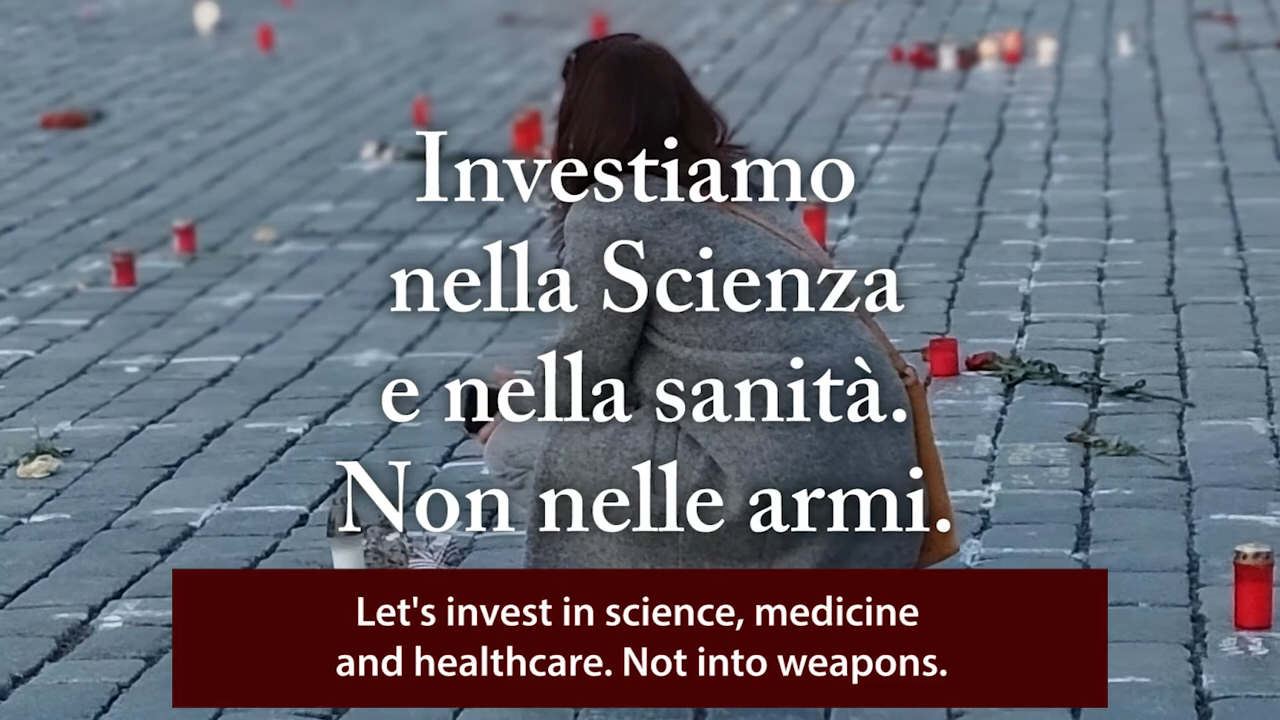 Investiamo
nella Scienza
e nella sanità.
Non nelle armi.
Let's invest in science, medicine
and healthcare. Not into weapons.